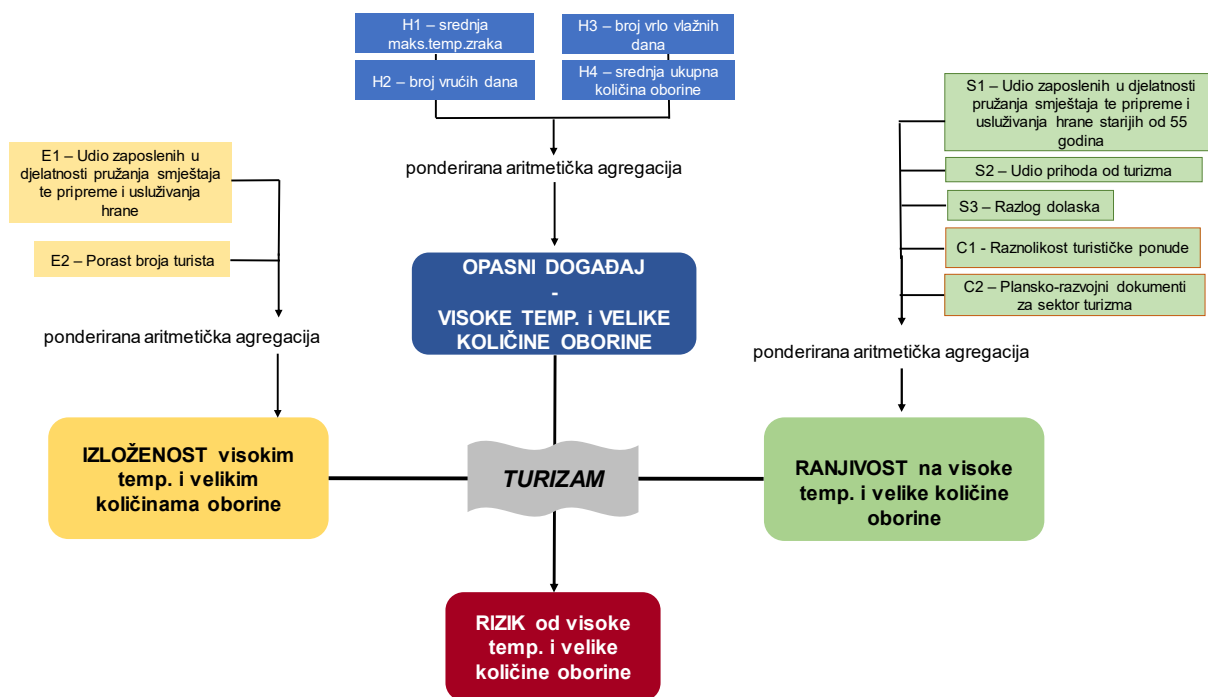 H1 – srednja
maks.temp.zraka
H3 – broj vrlo vlažnih
dana
H2 – broj vrućih dana
H4 – srednja ukupna
količina oborine
S1 – Udio zaposlenih u djelatnosti
pružanja smještaja te pripreme i
usluživanja hrane starijih od 55
godina
E1 – Udio zaposlenih u
djelatnosti pružanja smještaja
te pripreme i usluživanja
hrane
ponderirana aritmetička agregacija
S2 – Udio prihoda od turizma
S3 – Razlog dolaska
E2 – Porast broja turista
C1 - Raznolikost turističke ponude
OPASNI DOGAĐAJ
-
VISOKE TEMP. i VELIKE
KOLIČINE OBORINE
C2 – Plansko-razvojni dokumenti
za sektor turizma
ponderirana aritmetička agregacija
ponderirana aritmetička agregacija
IZLOŽENOST visokim
temp. i velikim
količinama oborine
TURIZAM
RANJIVOST na visoke
temp. i velike količine
oborine
RIZIK od visoke
temp. i velike
količine oborine